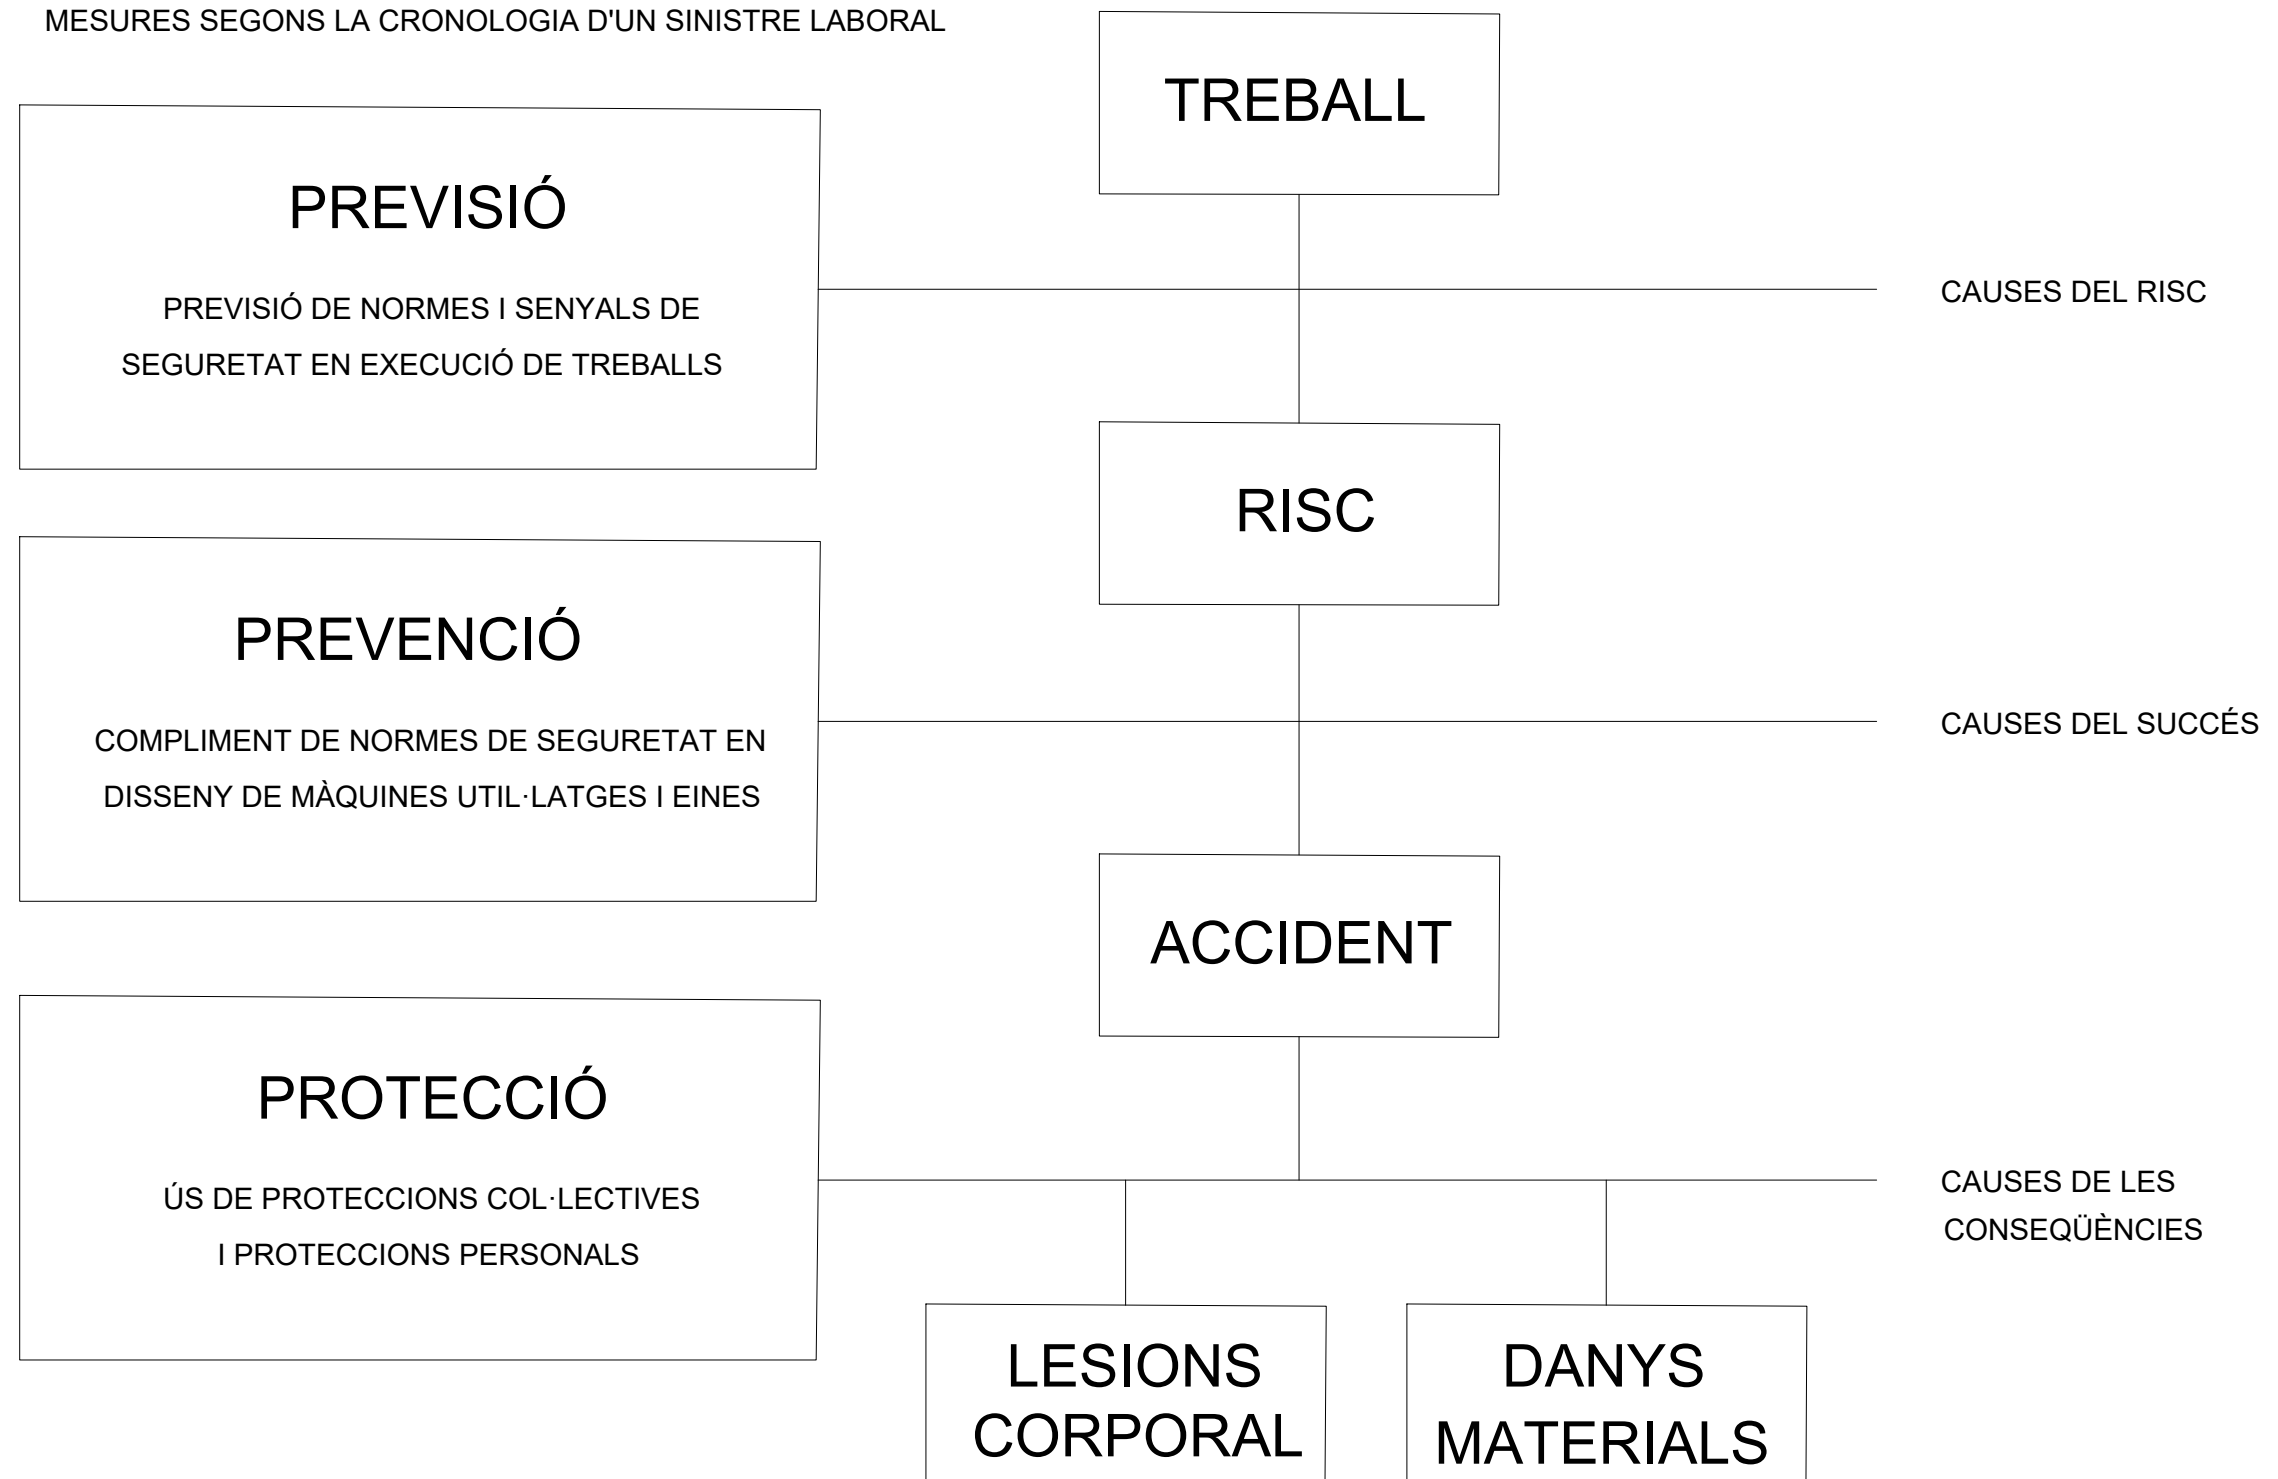 MESURES SEGONS LA CRONOLOGIA D'UN SINISTRE LABORAL
TREBALL
PREVISIÓ
PREVISIÓ DE NORMES I SENYALS DE
SEGURETAT EN EXECUCIÓ DE TREBALLS
CAUSES DEL RISC
RISC
PREVENCIÓ
COMPLIMENT DE NORMES DE SEGURETAT EN
DISSENY DE MÀQUINES UTIL·LATGES I EINES
CAUSES DEL SUCCÉS
ACCIDENT
PROTECCIÓ
ÚS DE PROTECCIONS COL·LECTIVES
I PROTECCIONS PERSONALS
CAUSES DE LES
CONSEQÜÈNCIES
LESIONS
CORPORAL
DANYS
MATERIALS